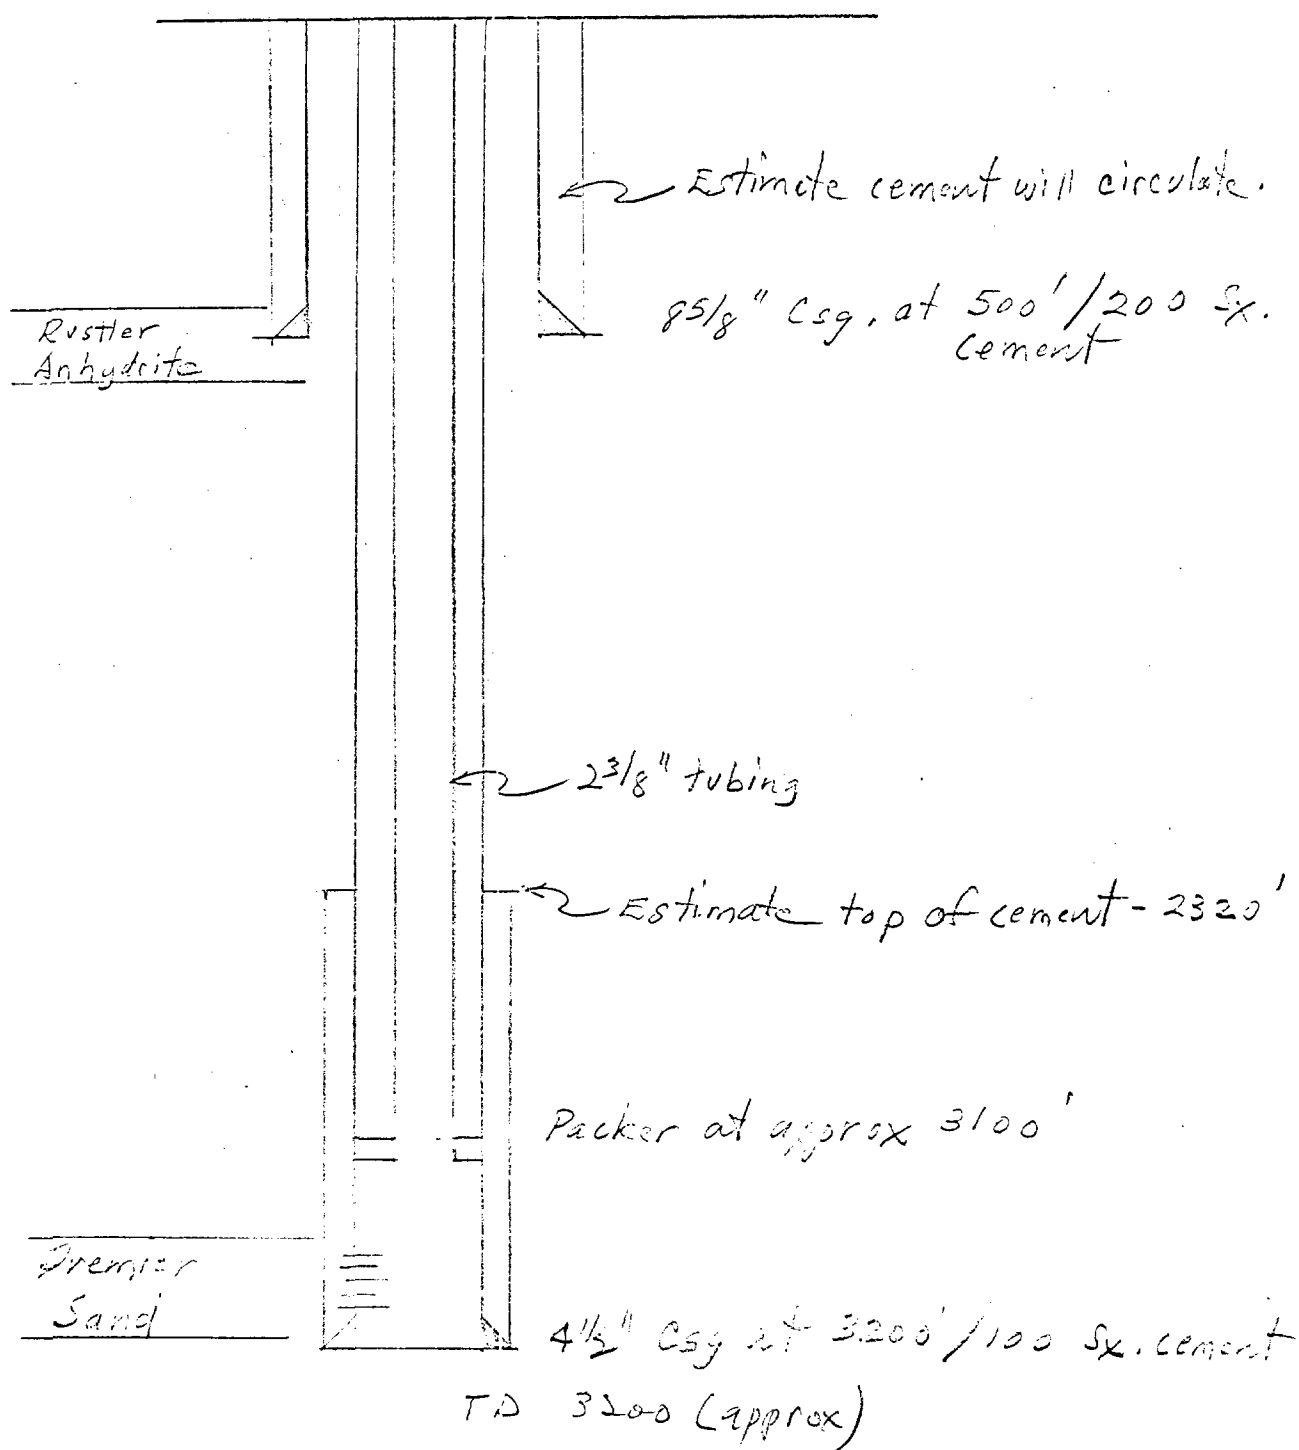 Estimate cement will circulate.
8 5/8" Csg. at 500'/200 Sx.
cement
Rustler
Anhydrite
2 3/8" tubing
Estimate top of cement - 2320'
Packer at approx 3100'
Premier
Sand
4 1/2" Csg at 3200'/100 Sx. cement
TD 3200 (approx)